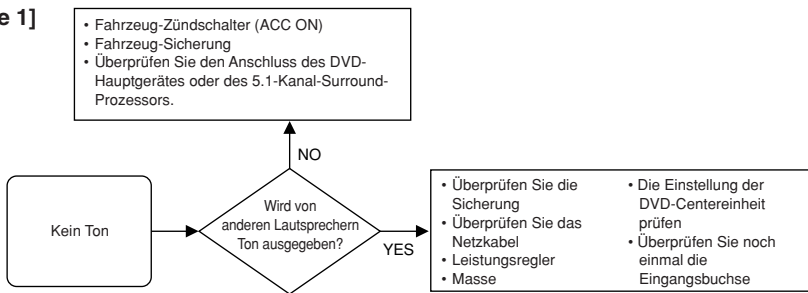 e 1]
• Fahrzeug-Zündschalter (ACC ON)
• Fahrzeug-Sicherung
• Überprüfen Sie den Anschluss des DVD-
Hauptgerätes oder des 5.1-Kanal-Surround-
Prozessors.
NO
Kein Ton
Wird von
anderen Lautsprechern
Ton ausgegeben?
YES
• Überprüfen Sie die
Sicherung
• Überprüfen Sie das
Netzkabel
• Leistungsregler
• Masse
• Die Einstellung der
DVD-Centereinheit
prüfen
• Überprüfen Sie noch
einmal die
Eingangsbuchse